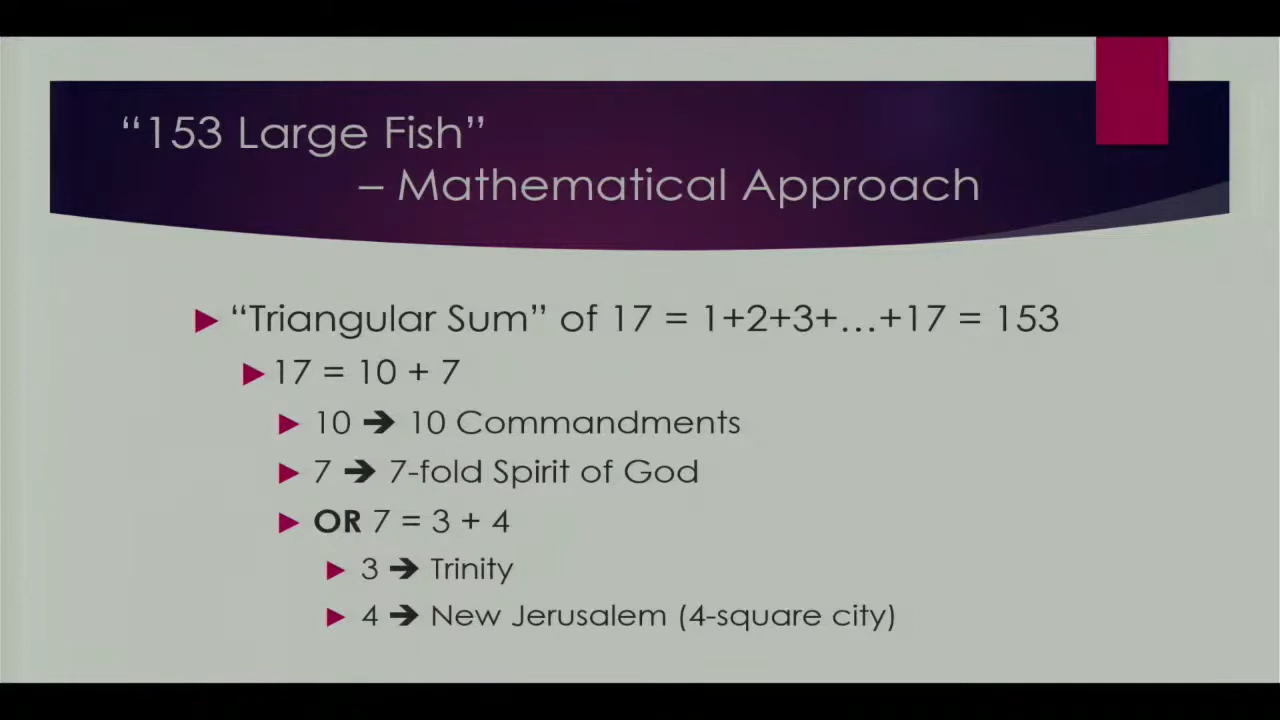 “153 Large Fish”
– Mathematical Approach
“Triangular Sum” of 17 = 1+2+3+…+17 = 153
17 = 10 + 7
10 ➔ 10 Commandments
7 ➔ 7-fold Spirit of God
OR 7 = 3 + 4
3 ➔ Trinity
4 ➔ New Jerusalem (4-square city)